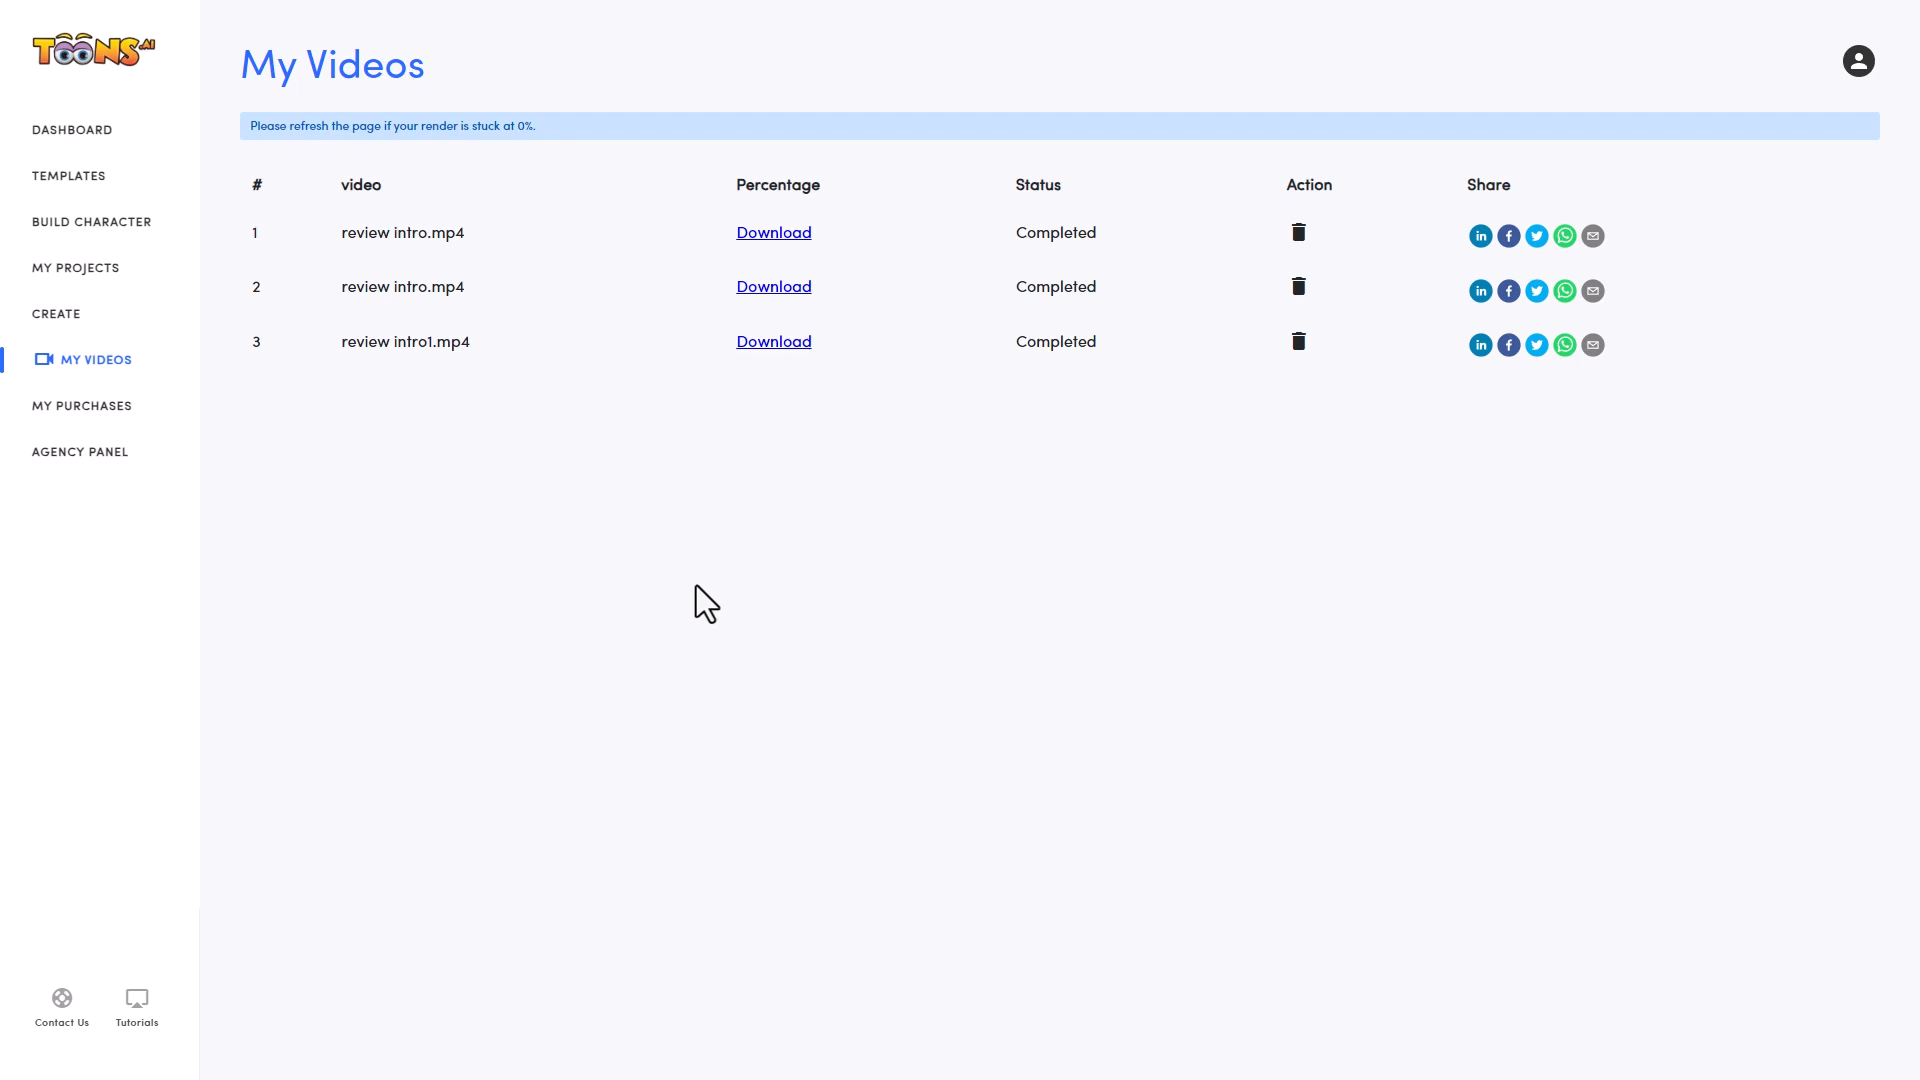 TOONS.AI
My Videos
DASHBOARD
Please refresh the page if your render is stuck at 0%.
TEMPLATES
# video Percentage Status Action Share
BUILD CHARACTER
1 review intro.mp4 Download Completed
MY PROJECTS
2 review intro.mp4 Download Completed
CREATE
3 review intro1.mp4 Download Completed
MY VIDEOS
MY PURCHASES
AGENCY PANEL
Contact Us Tutorials